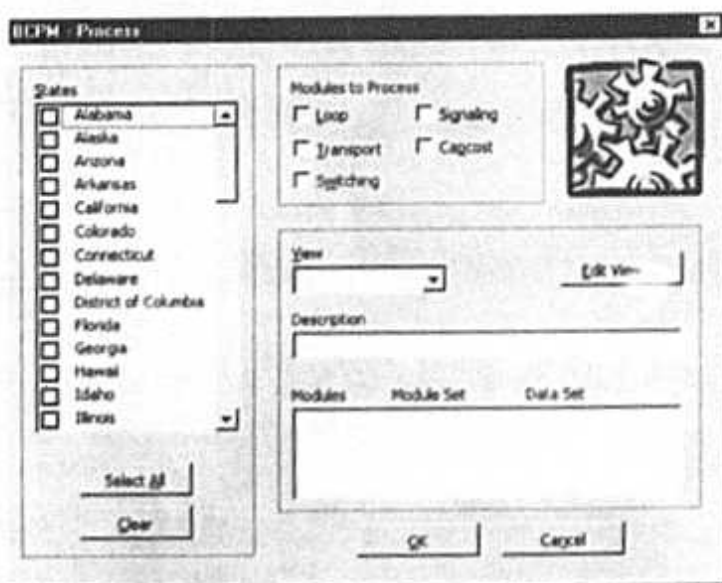 BCPM - Process
States
Alabama
Alaska
Arizona
Arkansas
California
Colorado
Connecticut
Delaware
District of Columbia
Florida
Georgia
Hawaii
Idaho
Illinois
Select All
Clear
Modules to Process
Loop
Signaling
Transport
Capcost
Switching
View
Edit View
Description
Modules Module Set Data Set
OK
Cancel